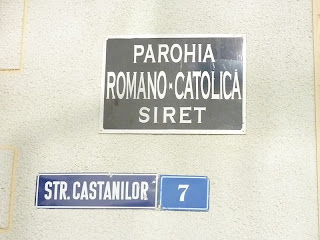 PAROHIA
ROMANO-CATOLICĂ
SIRET
STR. CASTANILOR 7